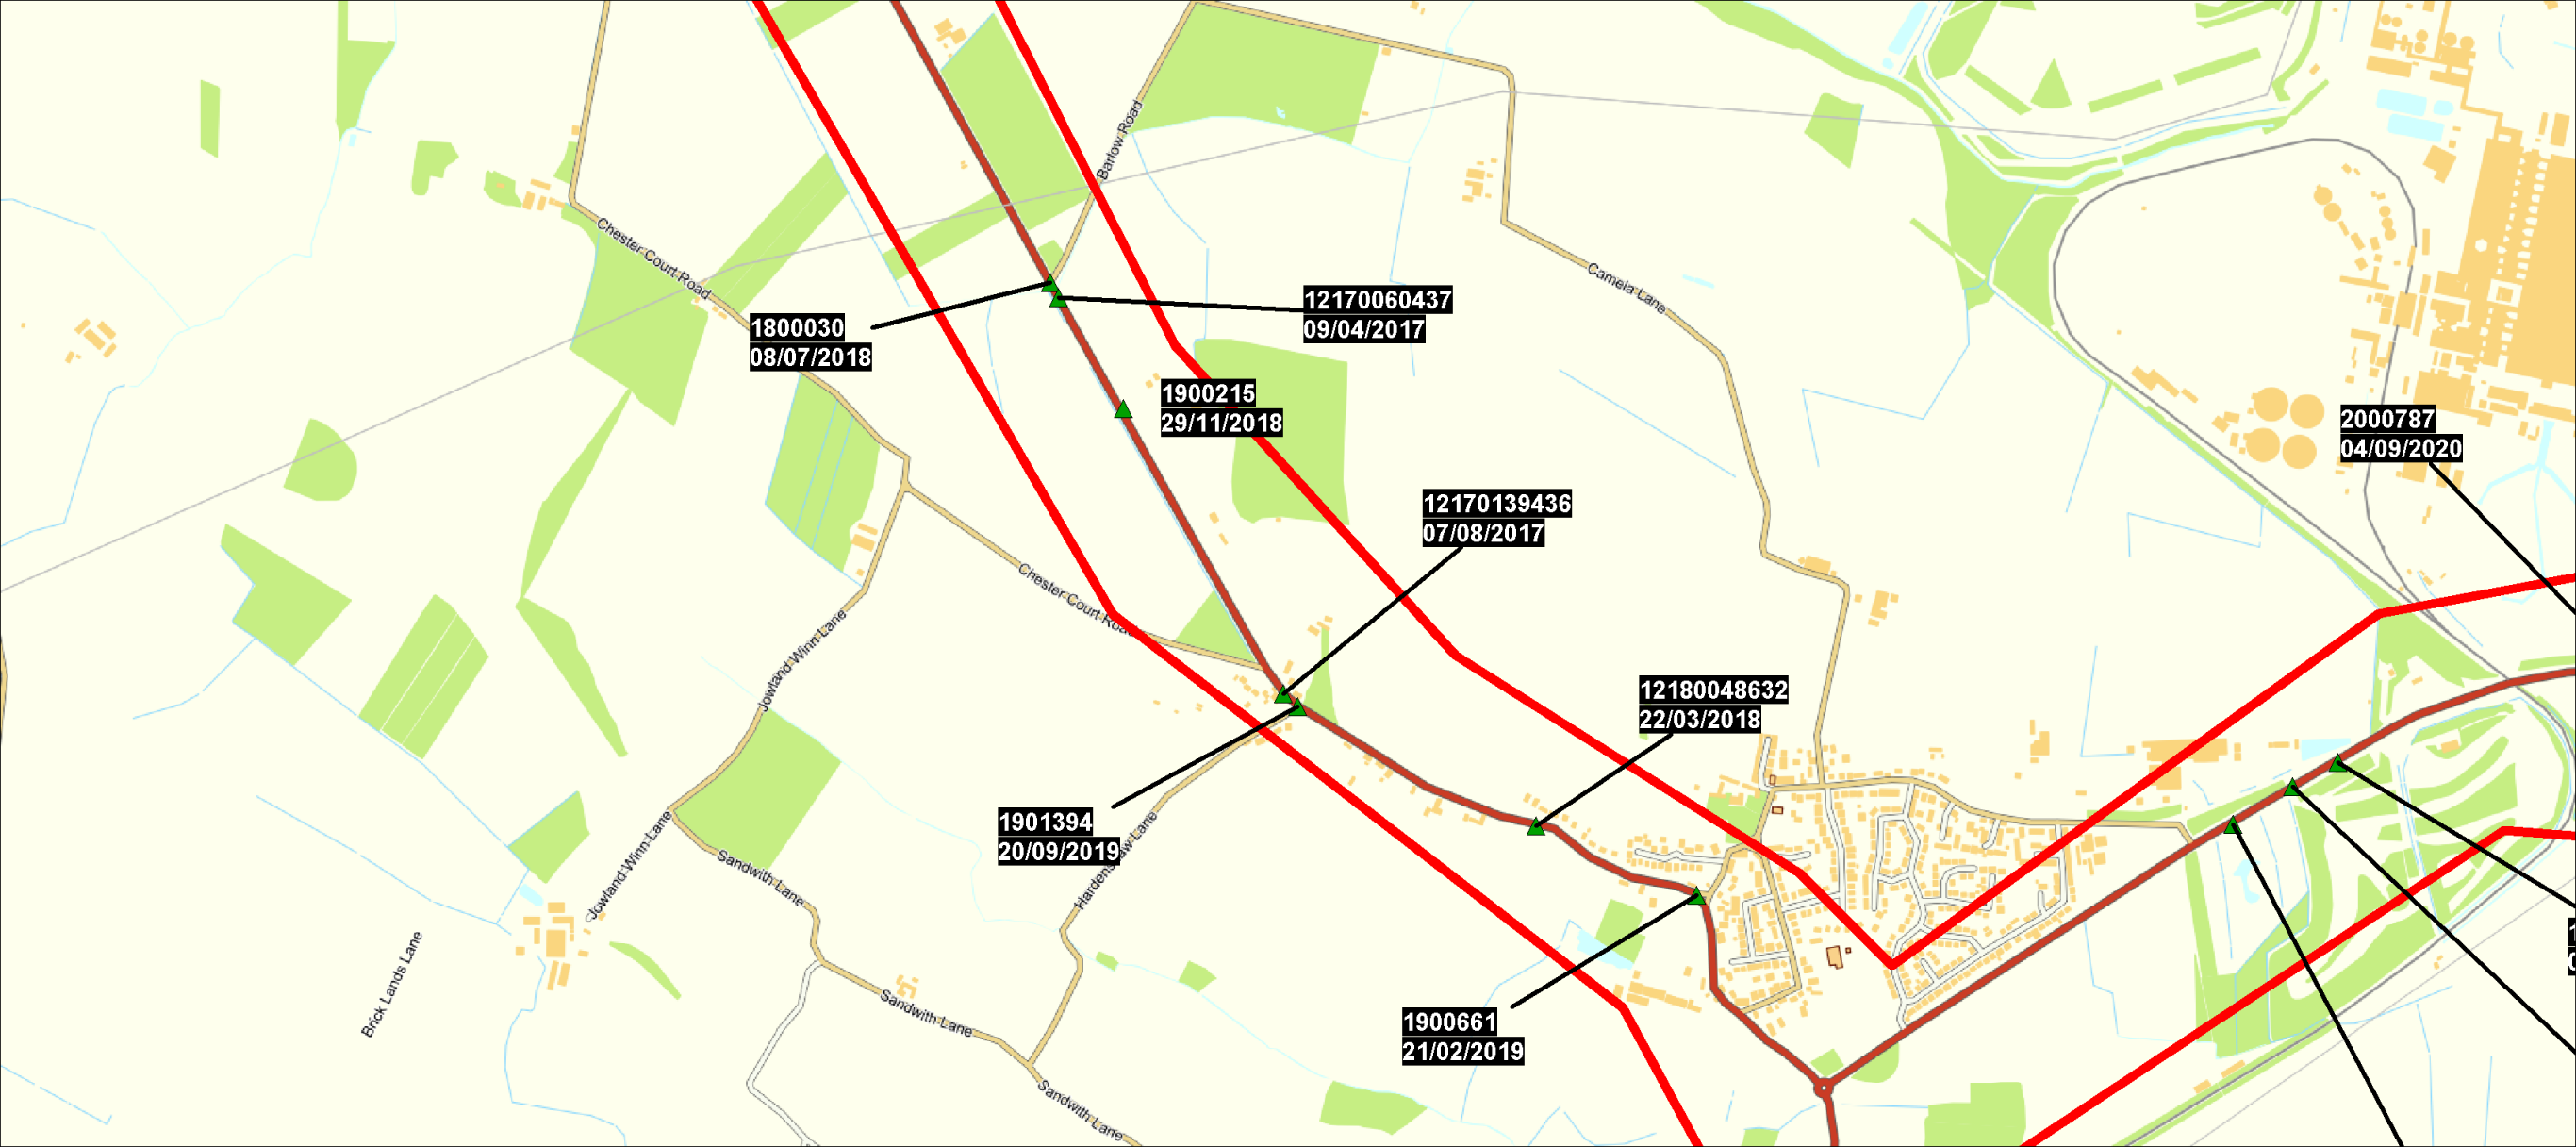 Barlow Road
Chester Court Road
Camela Lane
12170060437
09/04/2017
1800030
08/07/2018
1900215
29/11/2018
2000787
04/09/2020
12170139436
07/08/2017
Chester Court Road
Jowland Winn Lane
12180048632
22/03/2018
1901394
20/09/2019
Hardenshaw Lane
Jowland Winn Lane
Sandwith Lane
Brick Lands Lane
Sandwith Lane
1900661
21/02/2019
Sandwith Lane